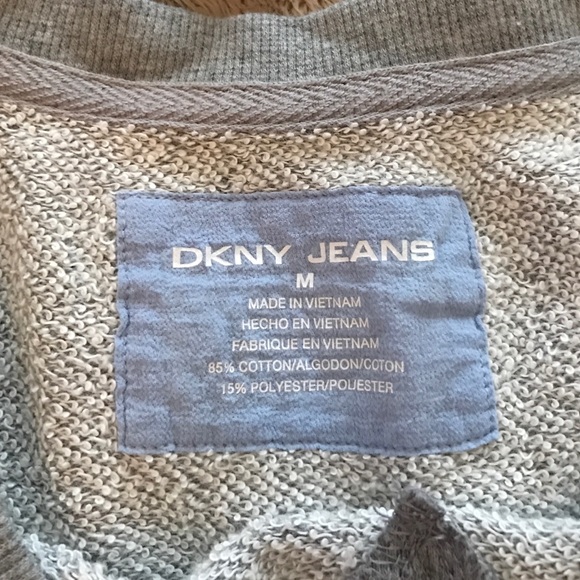 DKNY JEANS
M
MADE IN VIETNAM
HECHO EN VIETNAM
FABRIQUE EN VIETNAM
85% COTTON/ALGODON/COTON
15% POLYESTER/POLIESTER